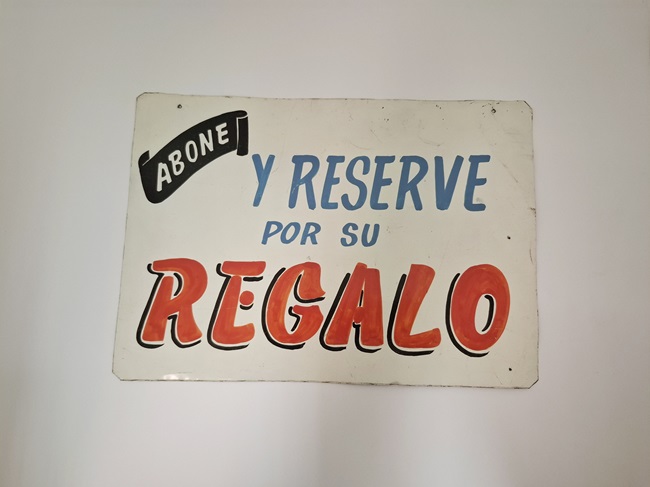 ABONE
Y RESERVE
POR SU
REGALO